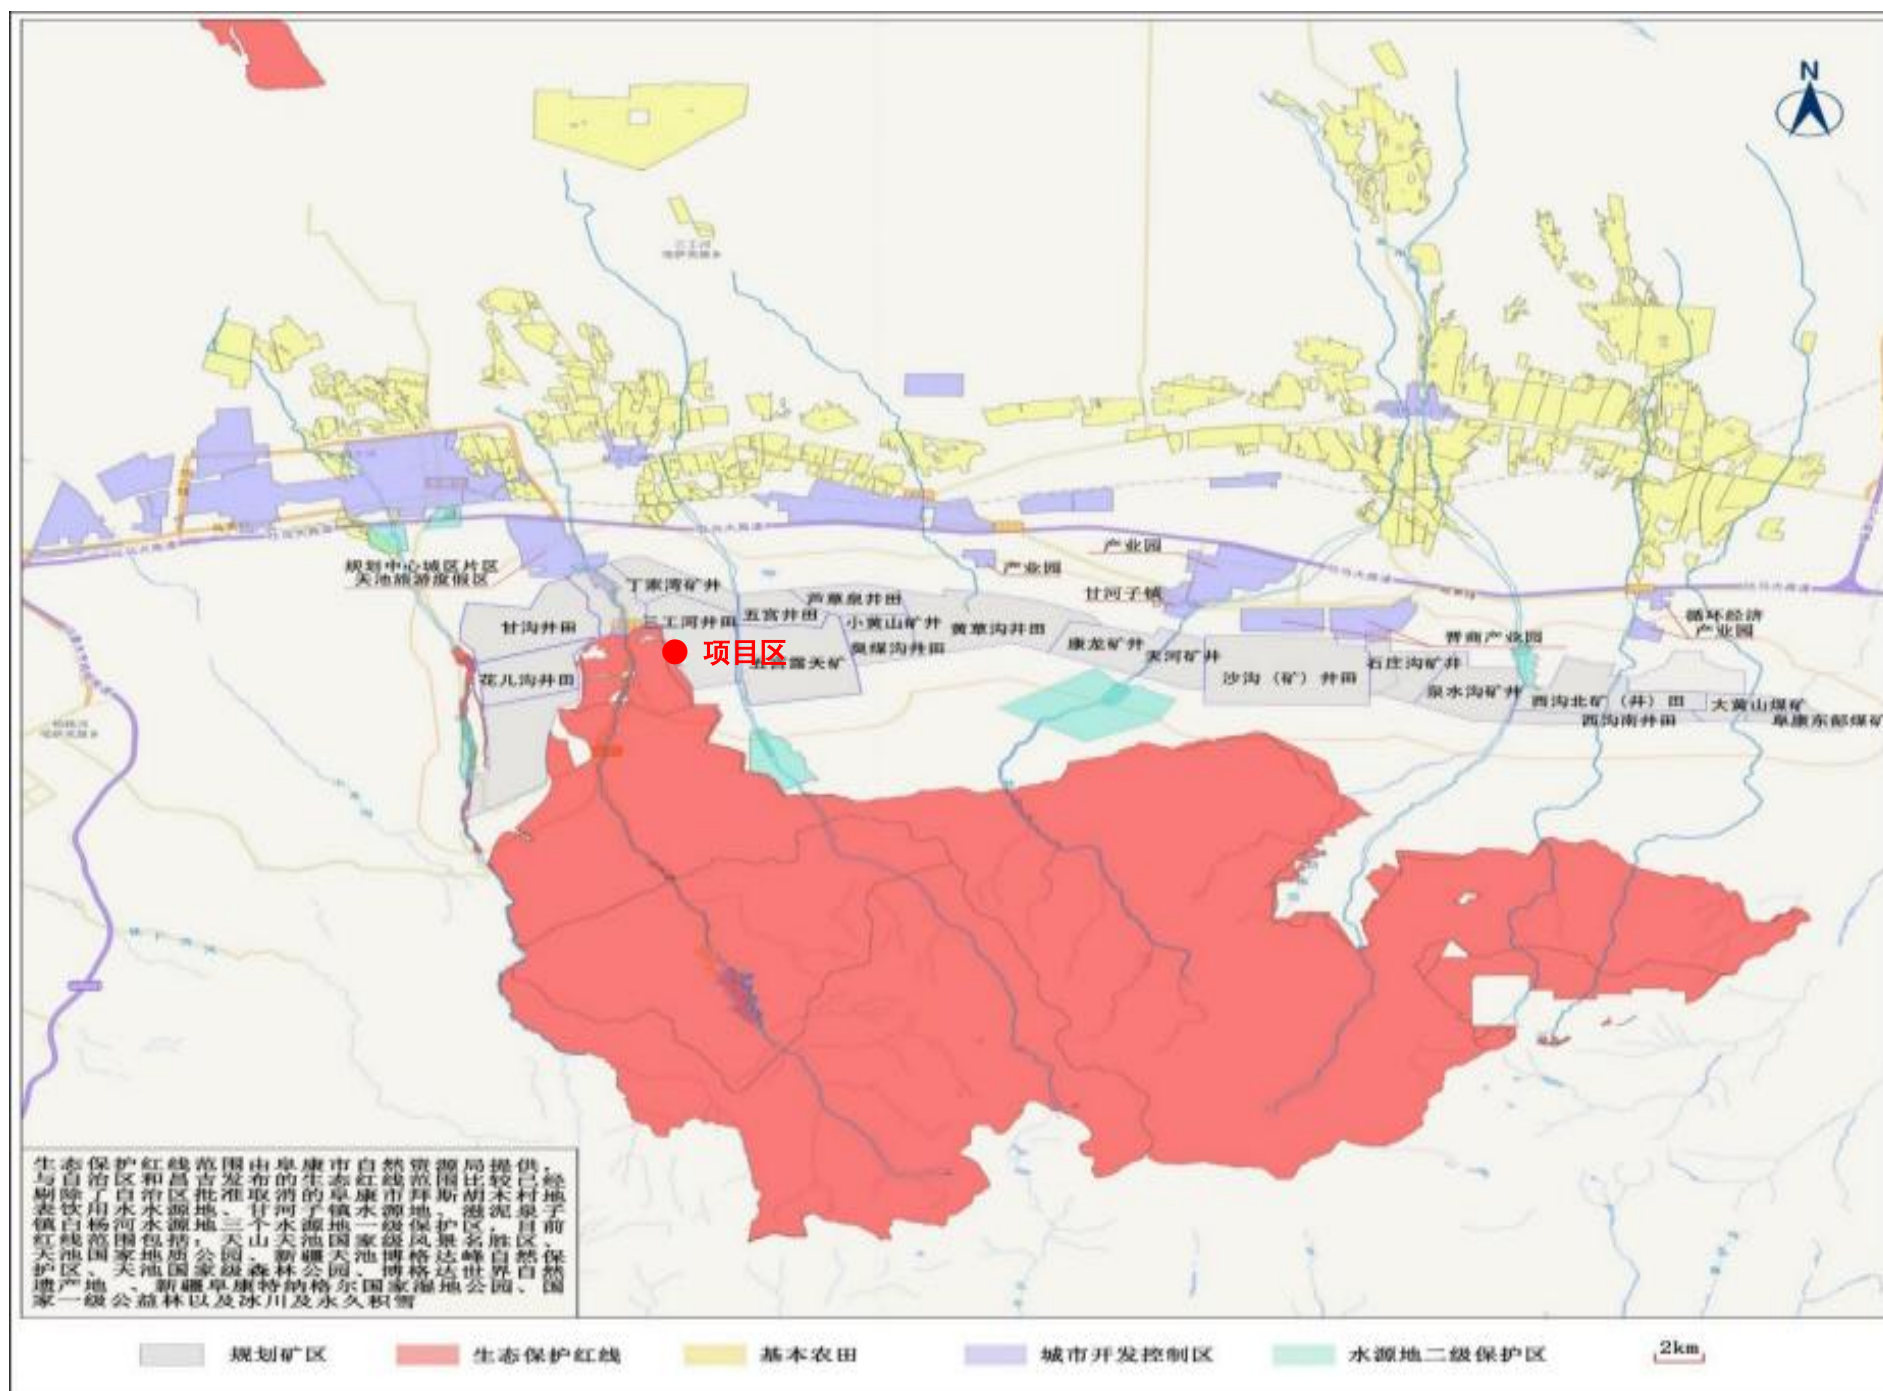 N
规划中心城区片区
天池旅游度假区
产业园
产业园
甘河子镇
循环经济
产业园
晋商产业园
丁家湾矿井
甘沟井田
三工河井田
五宫井田
芦草泉井田
小黄山矿井
黄草沟井田
臭煤沟井田
项目区
五宫露天矿
花儿沟井田
康龙矿井
天河矿井
沙沟（矿）井田
石庄沟矿井
泉水沟矿井
西沟北矿（井）田
西沟南井田
大黄山煤矿
阜康东部煤矿
生态保护红线范围由阜康市自然资源局提供，
与自治区和昌吉发布的生态红线范围比较已经
剔除了自治区批准取消的阜康市拜斯胡木村地
表饮用水水源地、甘河子镇水源地、滋泥泉子
镇白杨河水源地三个水源地一级保护区，目前
红线范围包括：天山天池国家级风景名胜区、
天池国家地质公园、新疆天池博格达峰自然保
护区、天池国家级森林公园、博格达世界自然
遗产地 、新疆阜康特纳格尔国家湿地公园、国
家一级公益林以及冰川及永久积雪
规划矿区
生态保护红线
基本农田
城市开发控制区
水源地二级保护区
2km